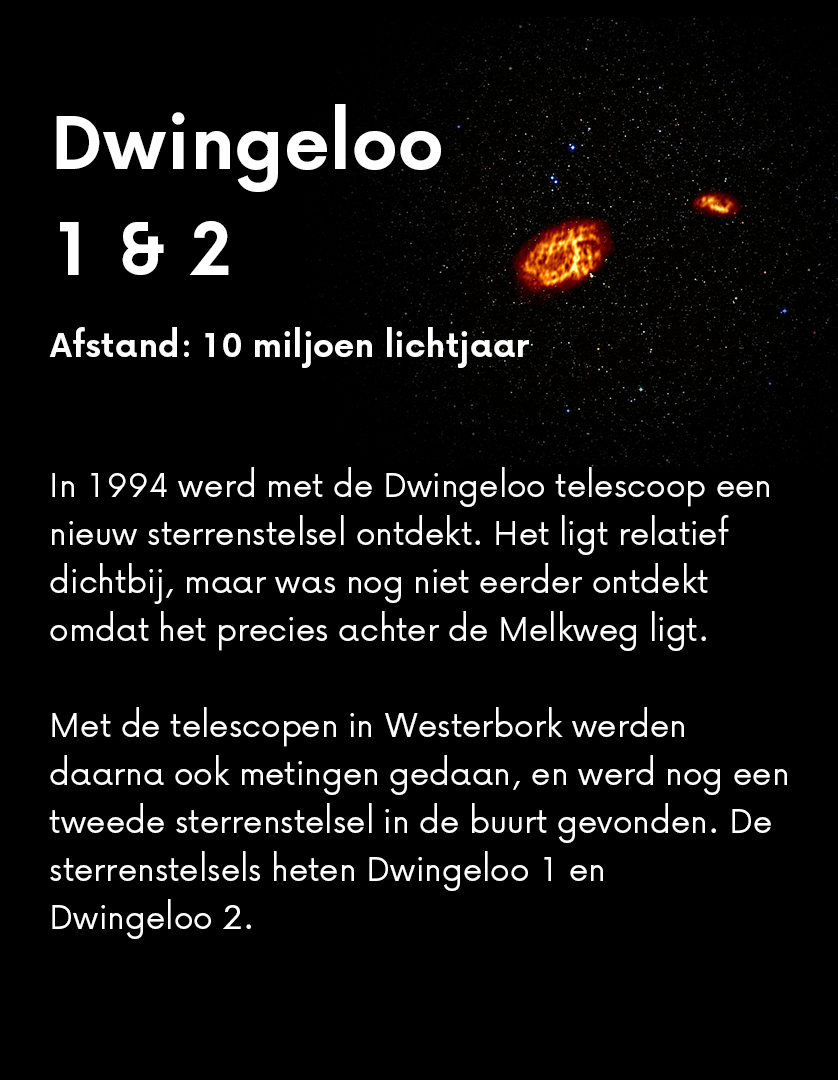 Dwingeloo
1 & 2
Afstand: 10 miljoen lichtjaar
In 1994 werd met de Dwingeloo telescoop een
nieuw sterrenstelsel ontdekt. Het ligt relatief
dichtbij, maar was nog niet eerder ontdekt
omdat het precies achter de Melkweg ligt.
Met de telescopen in Westerbork werden
daarna ook metingen gedaan, en werd nog een
tweede sterrenstelsel in de buurt gevonden. De
sterrenstelsels heten Dwingeloo 1 en
Dwingeloo 2.